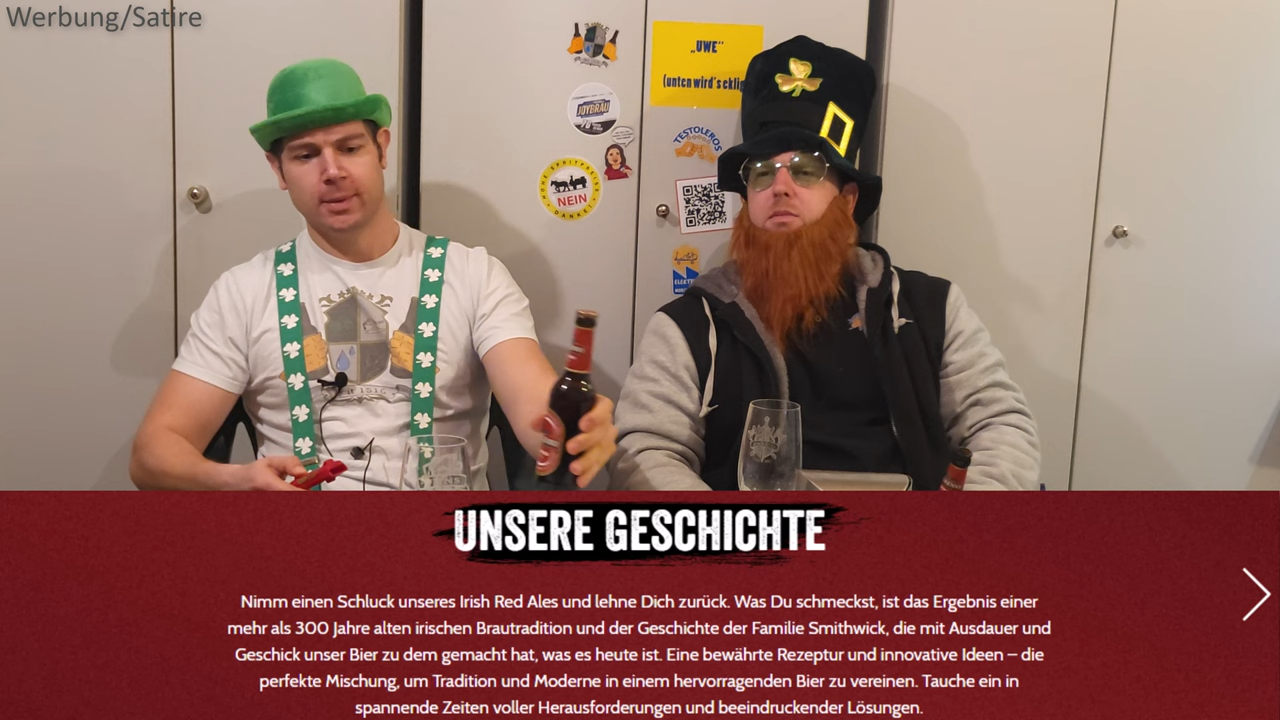 Werbung/Satire
„UWE“
(unten wird's eklig
JOYBRÄU
TESTOLEROS
HOHE SPRITPREISE
NEIN
DANKE!
UNSERE GESCHICHTE
Nimm einen Schluck unseres Irish Red Ales und lehne Dich zurück. Was Du schmeckst, ist das Ergebnis einer
mehr als 300 Jahre alten irischen Brautradition und der Geschichte der Familie Smithwick, die mit Ausdauer und
Geschick unser Bier zu dem gemacht hat, was es heute ist. Eine bewährte Rezeptur und innovative Ideen – die
perfekte Mischung, um Tradition und Moderne in einem hervorragenden Bier zu vereinen. Tauche ein in
spannende Zeiten voller Herausforderungen und beeindruckender Lösungen.